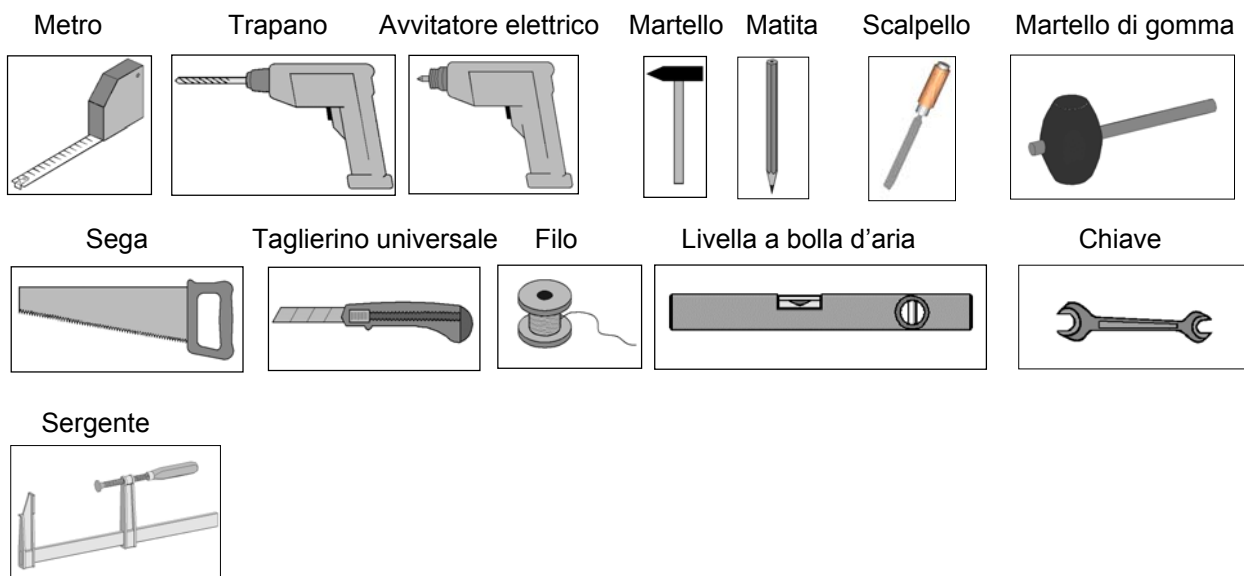 Metro Trapano Avvitatore elettrico Martello Matita Scalpello Martello di gomma
Sega Taglierino universale Filo Livella a bolla d’aria Chiave
Sergente